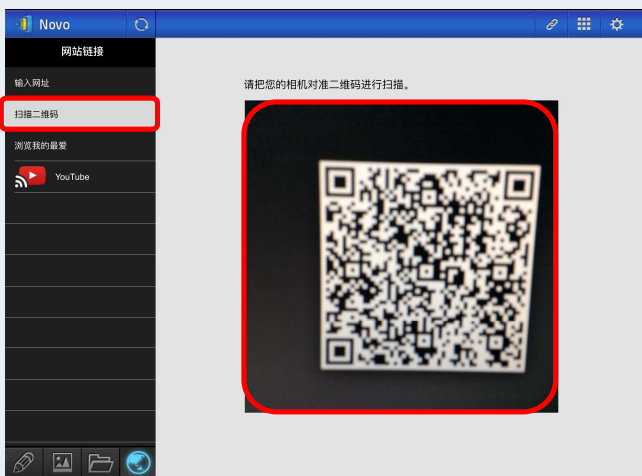 Novo
网站链接
输入网址
扫描二维码
浏览我的最爱
YouTube
请把您的相机对准二维码进行扫描。